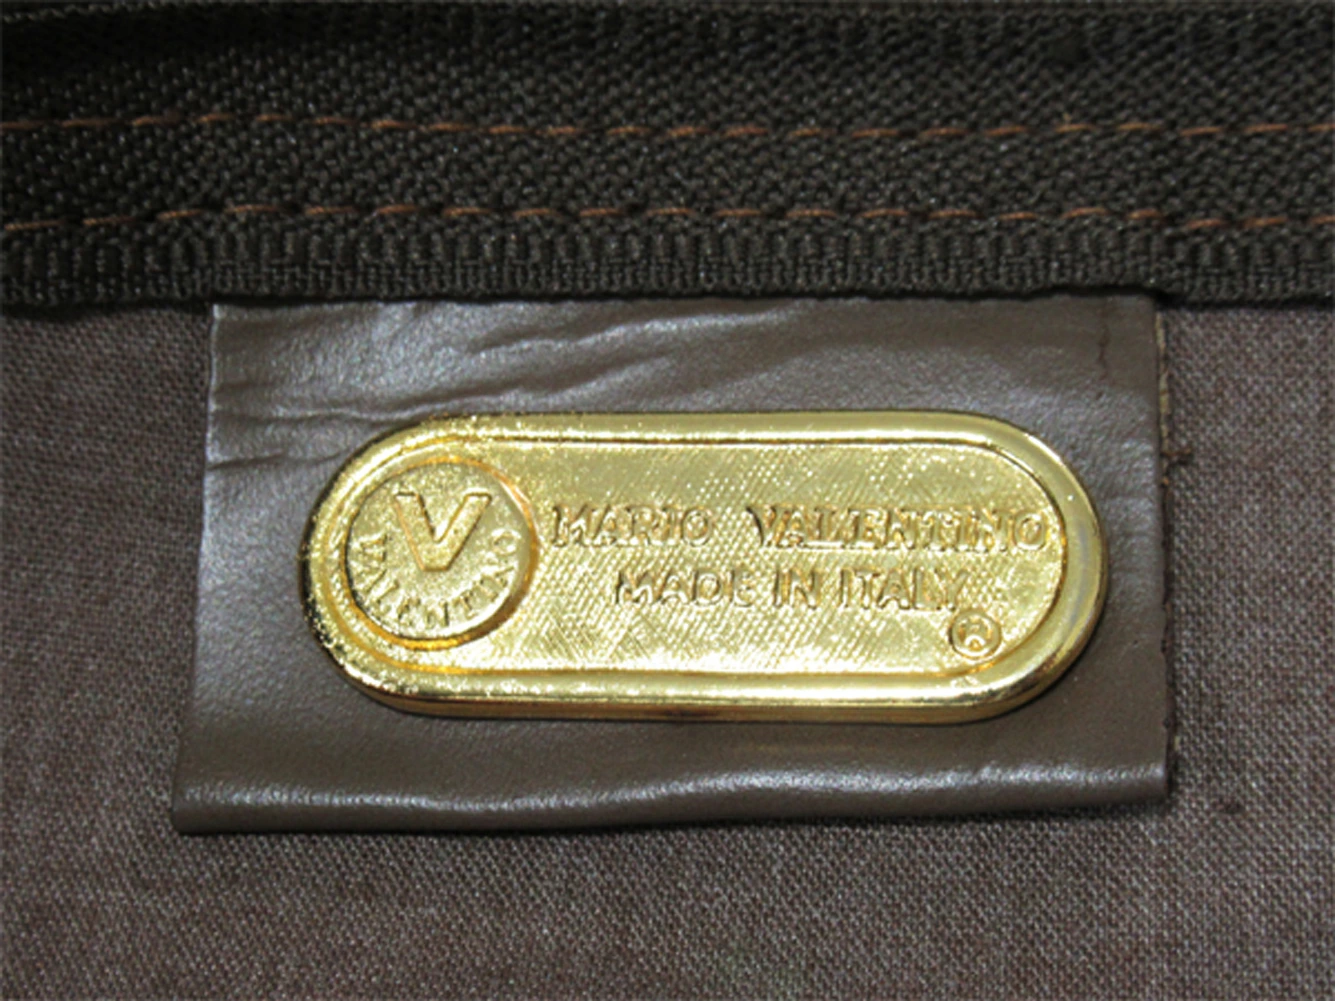 V
VALENTINO
MARIO VALENTINO
MADE IN ITALY
®